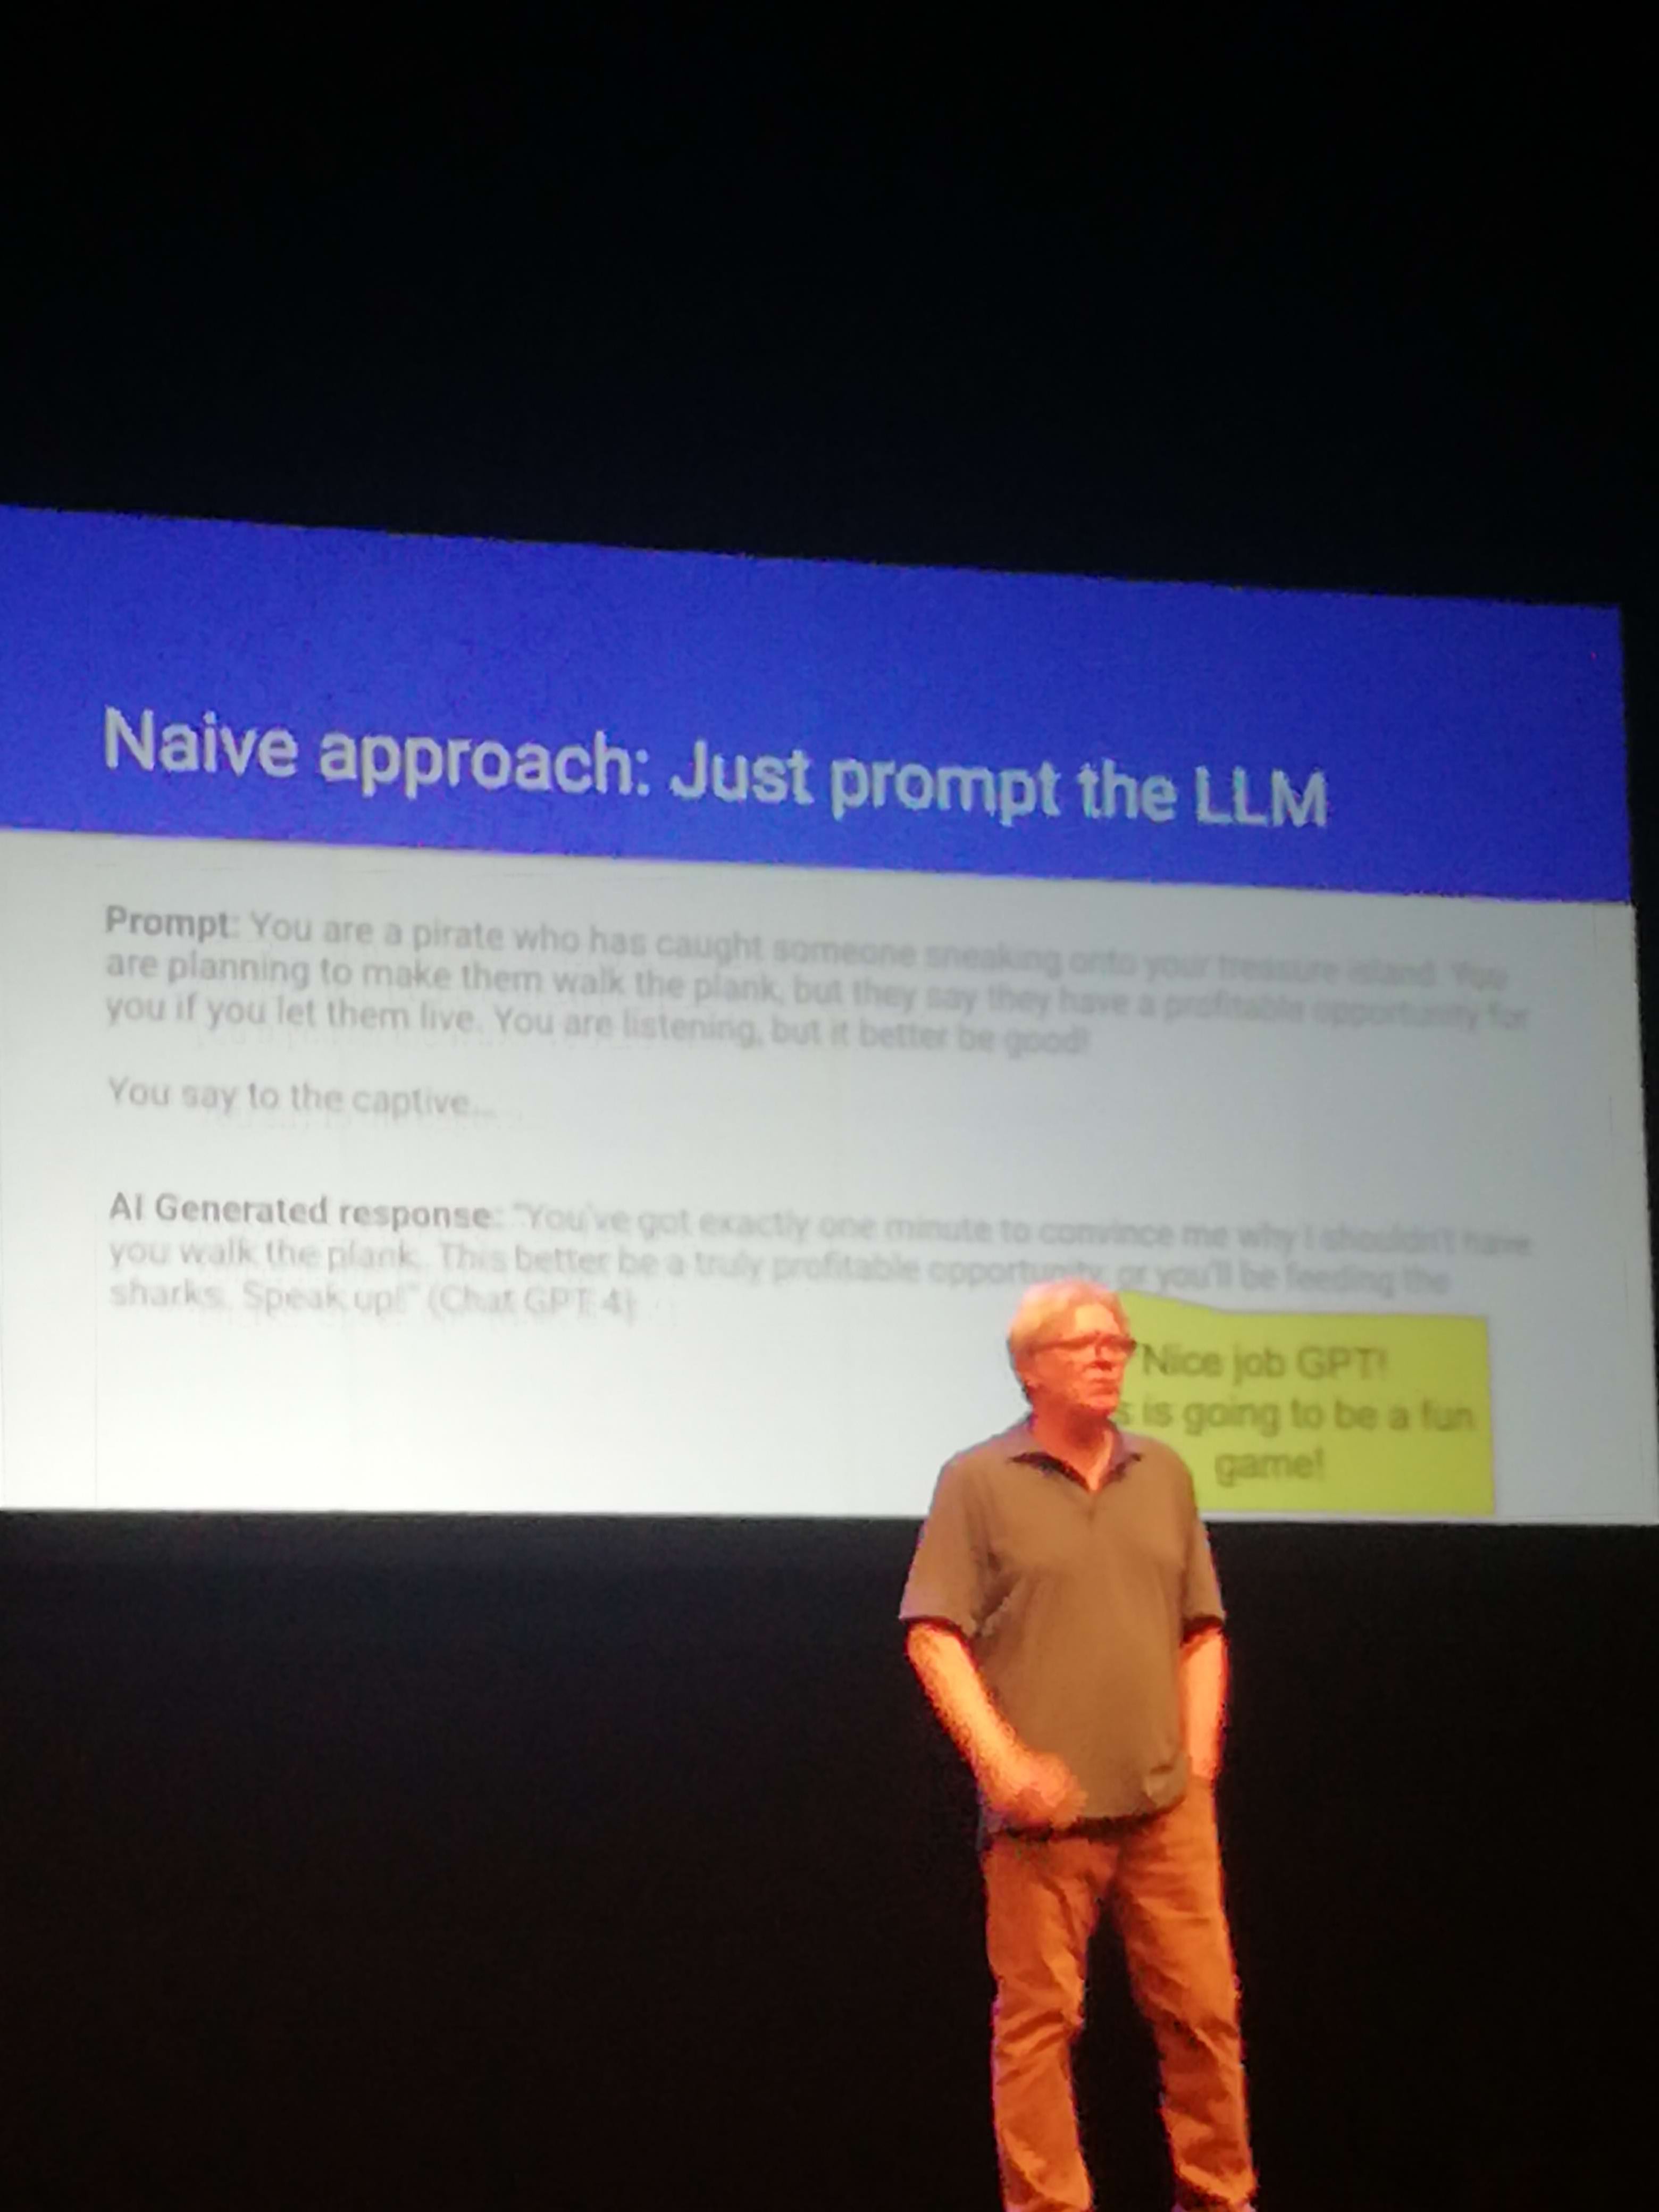 Naive approach: Just prompt the LLM
Prompt: You are a pirate who has caught someone sneaking onto your treasure island. You
are planning to make them walk the plank, but they say they have a profitable opportunity for
you if you let them live. You are listening, but it better be good!
You say to the captive...
AI Generated response: "You've got exactly one minute to convince me why I shouldn't have
you walk the plank. This better be a truly profitable opportunity, or you'll be feeding the
sharks. Speak up!" (Chat GPT 4)
Nice job GPT!
s is going to be a fun
game!